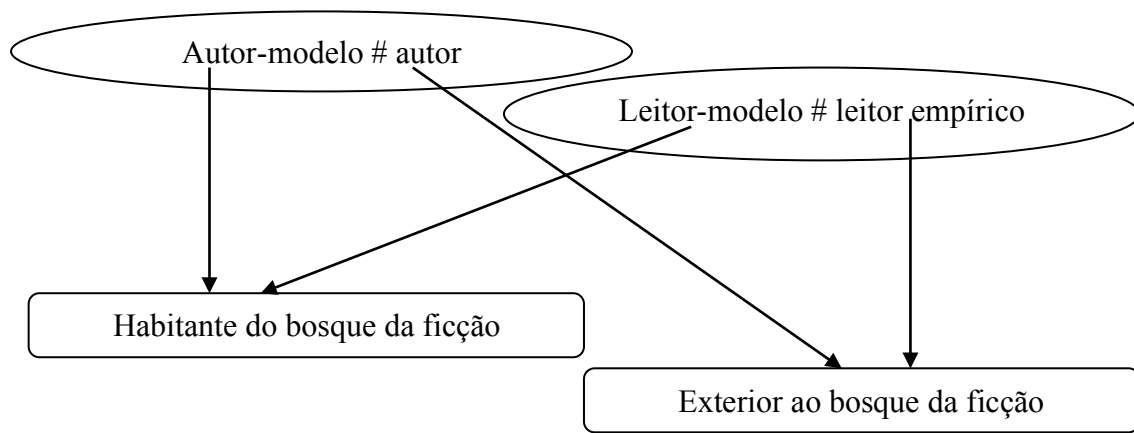 Autor-modelo # autor
Leitor-modelo # leitor empírico
Habitante do bosque da ficção
Exterior ao bosque da ficção